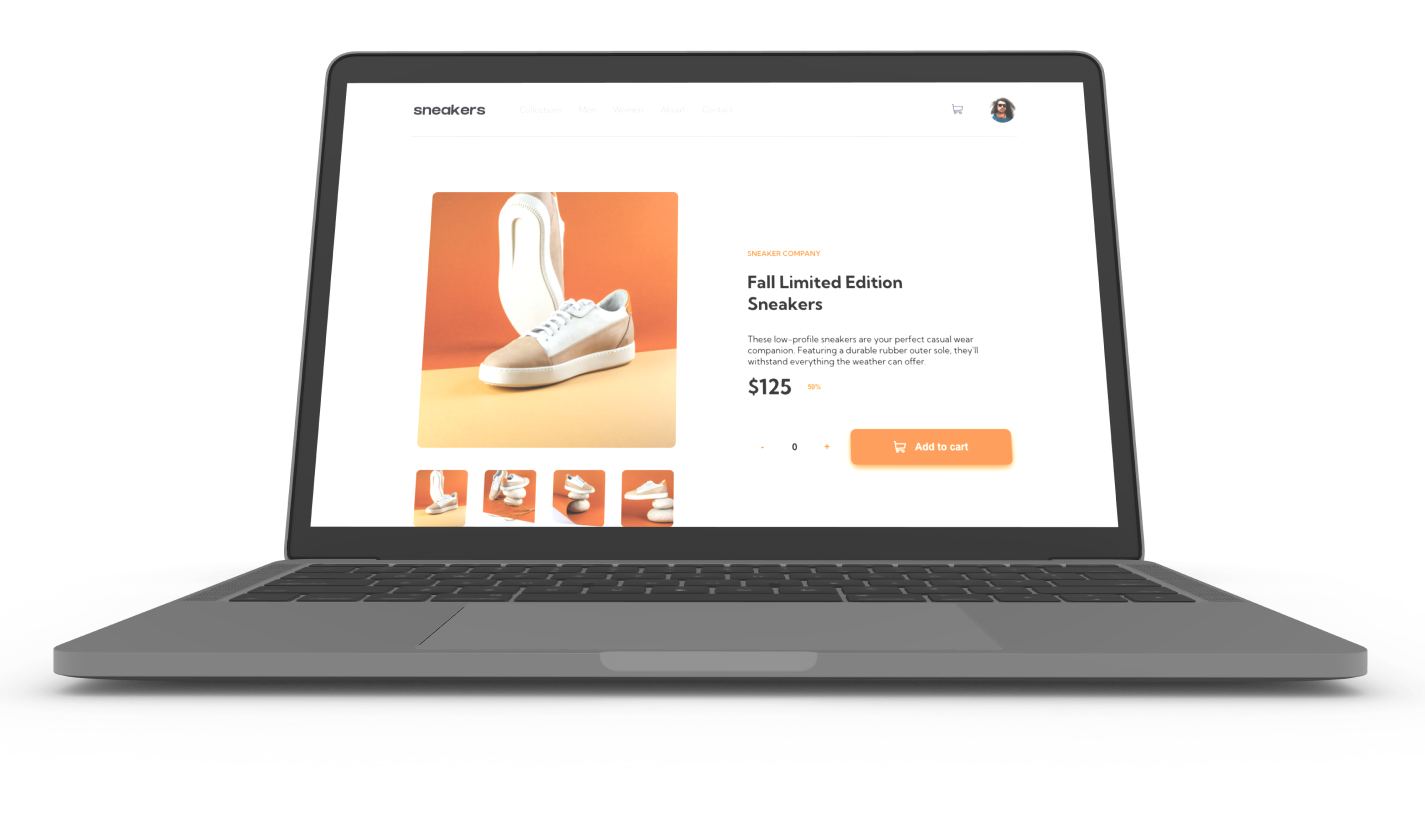 sneakers
Collections Men Women About Contact
SNEAKER COMPANY
Fall Limited Edition
Sneakers
These low-profile sneakers are your perfect casual wear
companion. Featuring a durable rubber outer sole, they'll
withstand everything the weather can offer.
$125 50%
- 0 + Add to cart